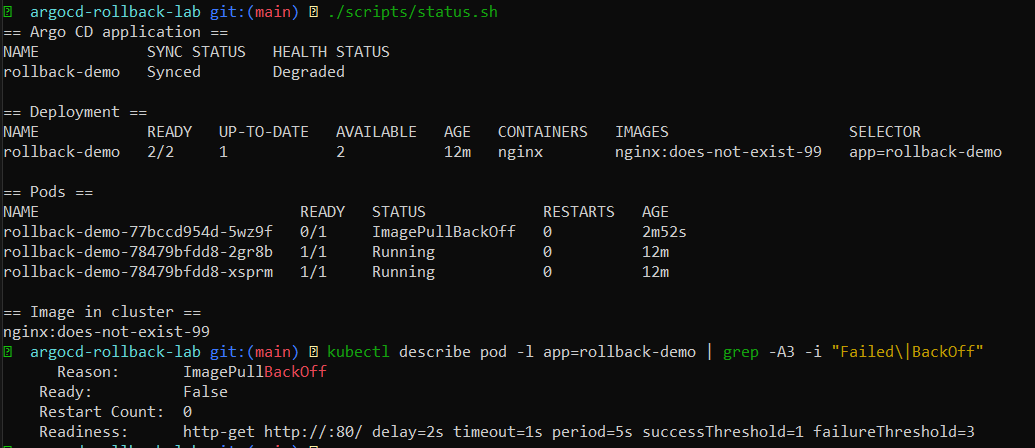 argocd-rollback-lab git:(main) ./scripts/status.sh
== Argo CD application ==
NAME SYNC STATUS HEALTH STATUS
rollback-demo Synced Degraded
== Deployment ==
NAME READY UP-TO-DATE AVAILABLE AGE CONTAINERS IMAGES SELECTOR
rollback-demo 2/2 1 2 12m nginx nginx:does-not-exist-99 app=rollback-demo
== Pods ==
NAME READY STATUS RESTARTS AGE
rollback-demo-77bccd954d-5wz9f 0/1 ImagePullBackOff 0 2m52s
rollback-demo-78479bfdd8-2gr8b 1/1 Running 0 12m
rollback-demo-78479bfdd8-xsprm 1/1 Running 0 12m
== Image in cluster ==
nginx:does-not-exist-99
argocd-rollback-lab git:(main) kubectl describe pod -l app=rollback-demo | grep -A3 -i "Failed\|BackOff"
Reason: ImagePullBackOff
Ready: False
Restart Count: 0
Readiness: http-get http://:80/ delay=2s timeout=1s period=5s successThreshold=1 failureThreshold=3